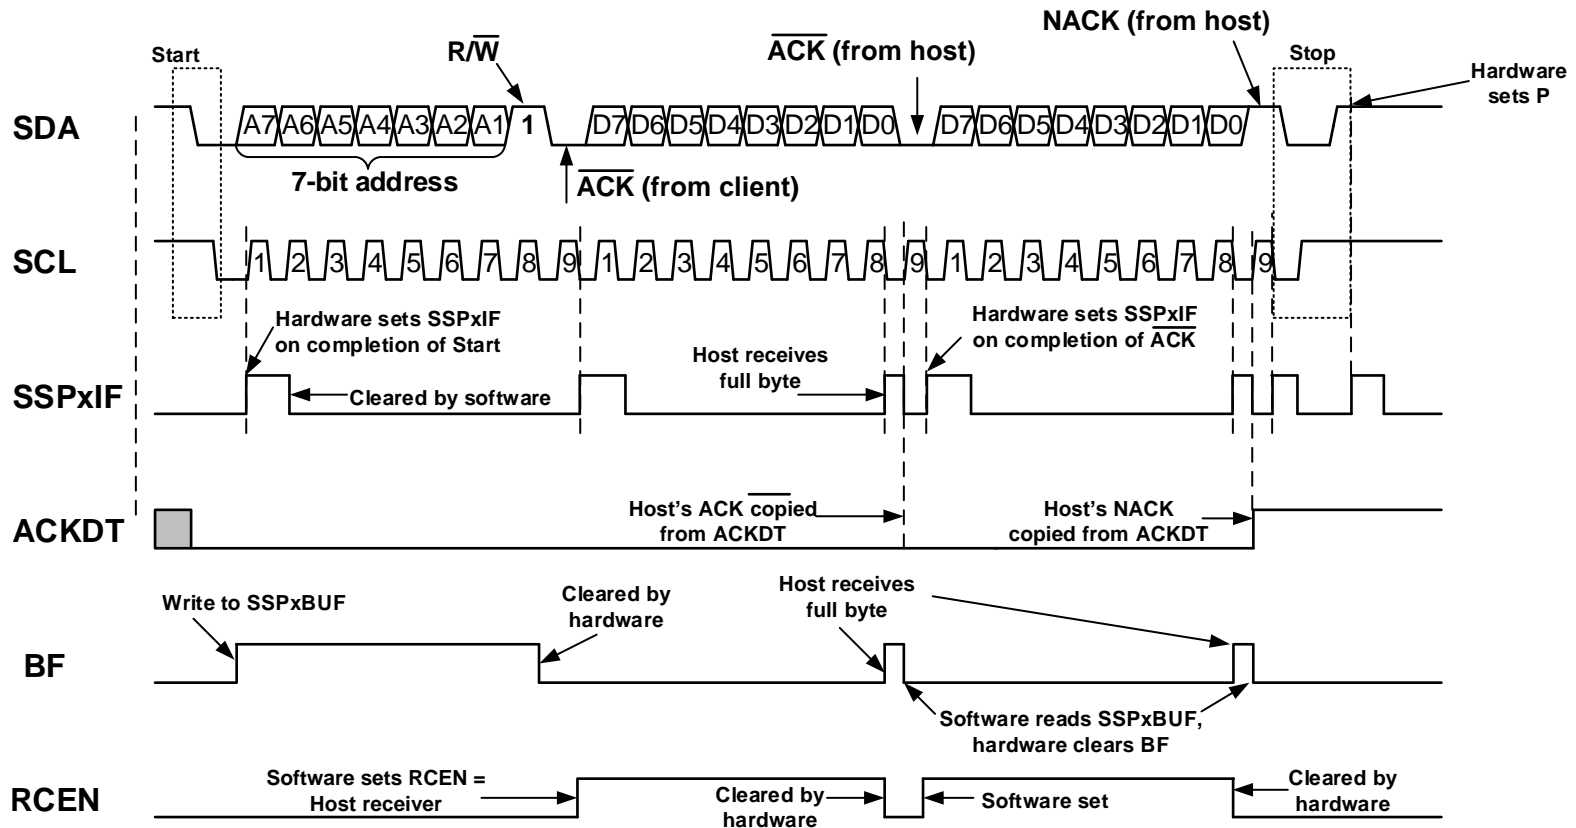 NACK (from host)
R/W
ACK (from host)
Start
Stop
Hardware
sets P
SDA
A7 A6 A5 A4 A3 A2 A1 1 D7 D6 D5 D4 D3 D2 D1 D0 D7 D6 D5 D4 D3 D2 D1 D0
7-bit address
ACK (from client)
SCL
1 2 3 4 5 6 7 8 9 1 2 3 4 5 6 7 8 9 1 2 3 4 5 6 7 8 9
Hardware sets SSPxIF
on completion of Start
Hardware sets SSPxIF
on completion of ACK
Host receives
full byte
SSPxIF
Cleared by software
ACKDT
Host's ACK copied
from ACKDT
Host's NACK
copied from ACKDT
Write to SSPxBUF
Cleared by
hardware
Host receives
full byte
BF
Software reads SSPxBUF,
hardware clears BF
RCEN
Software sets RCEN =
Host receiver
Cleared by
hardware
Software set
Cleared by
hardware